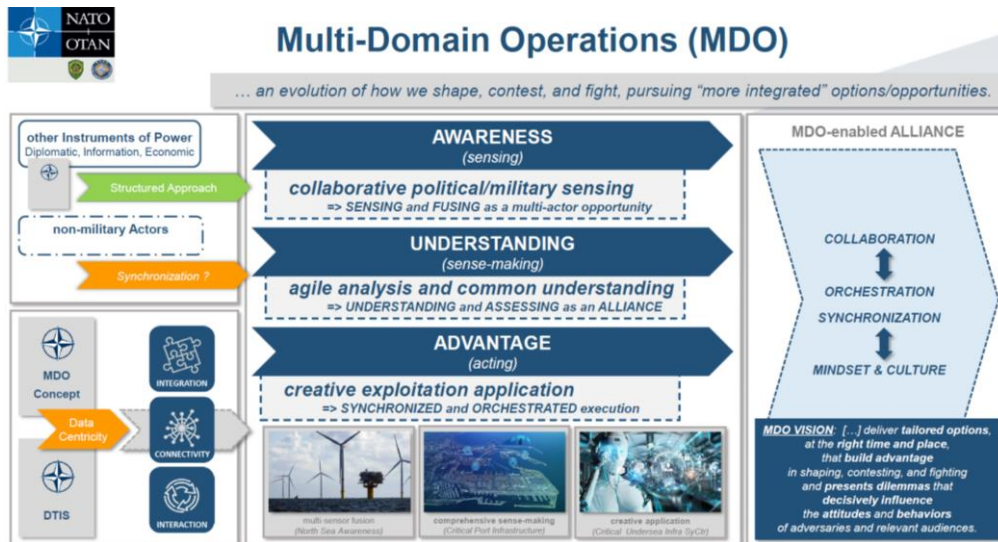 NATO
OTAN
Multi-Domain Operations (MDO)
… an evolution of how we shape, contest, and fight, pursuing “more integrated” options/opportunities.
other Instruments of Power
Diplomatic, Information, Economic
Structured Approach
non-military Actors
Synchronization ?
MDO
Concept
Data
Centricity
DTIS
INTEGRATION
CONNECTIVITY
INTERACTION
AWARENESS
(sensing)
collaborative political/military sensing
=> SENSING and FUSING as a multi-actor opportunity
UNDERSTANDING
(sense-making)
agile analysis and common understanding
=> UNDERSTANDING and ASSESSING as an ALLIANCE
ADVANTAGE
(acting)
creative exploitation application
=> SYNCHRONIZED and ORCHESTRATED execution
multi-sensor fusion
(North Sea Awareness)
comprehensive sense-making
(Critical Port Infrastructure)
creative application
(Critical Undersea Infra SyCtr)
MDO-enabled ALLIANCE
COLLABORATION
ORCHESTRATION
SYNCHRONIZATION
MINDSET & CULTURE
MDO VISION: […] deliver tailored options,
at the right time and place,
that build advantage
in shaping, contesting, and fighting
and presents dilemmas that
decisively influence
the attitudes and behaviors
of adversaries and relevant audiences.